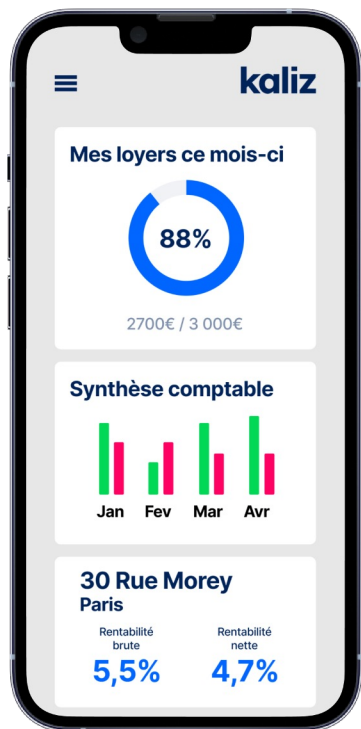 kaliz
Mes loyers ce mois-ci
88%
2700€ / 3 000€
Synthèse comptable
Jan Fev Mar Avr
30 Rue Morey
Paris
Rentabilité Rentabilité
brute nette
5,5% 4,7%